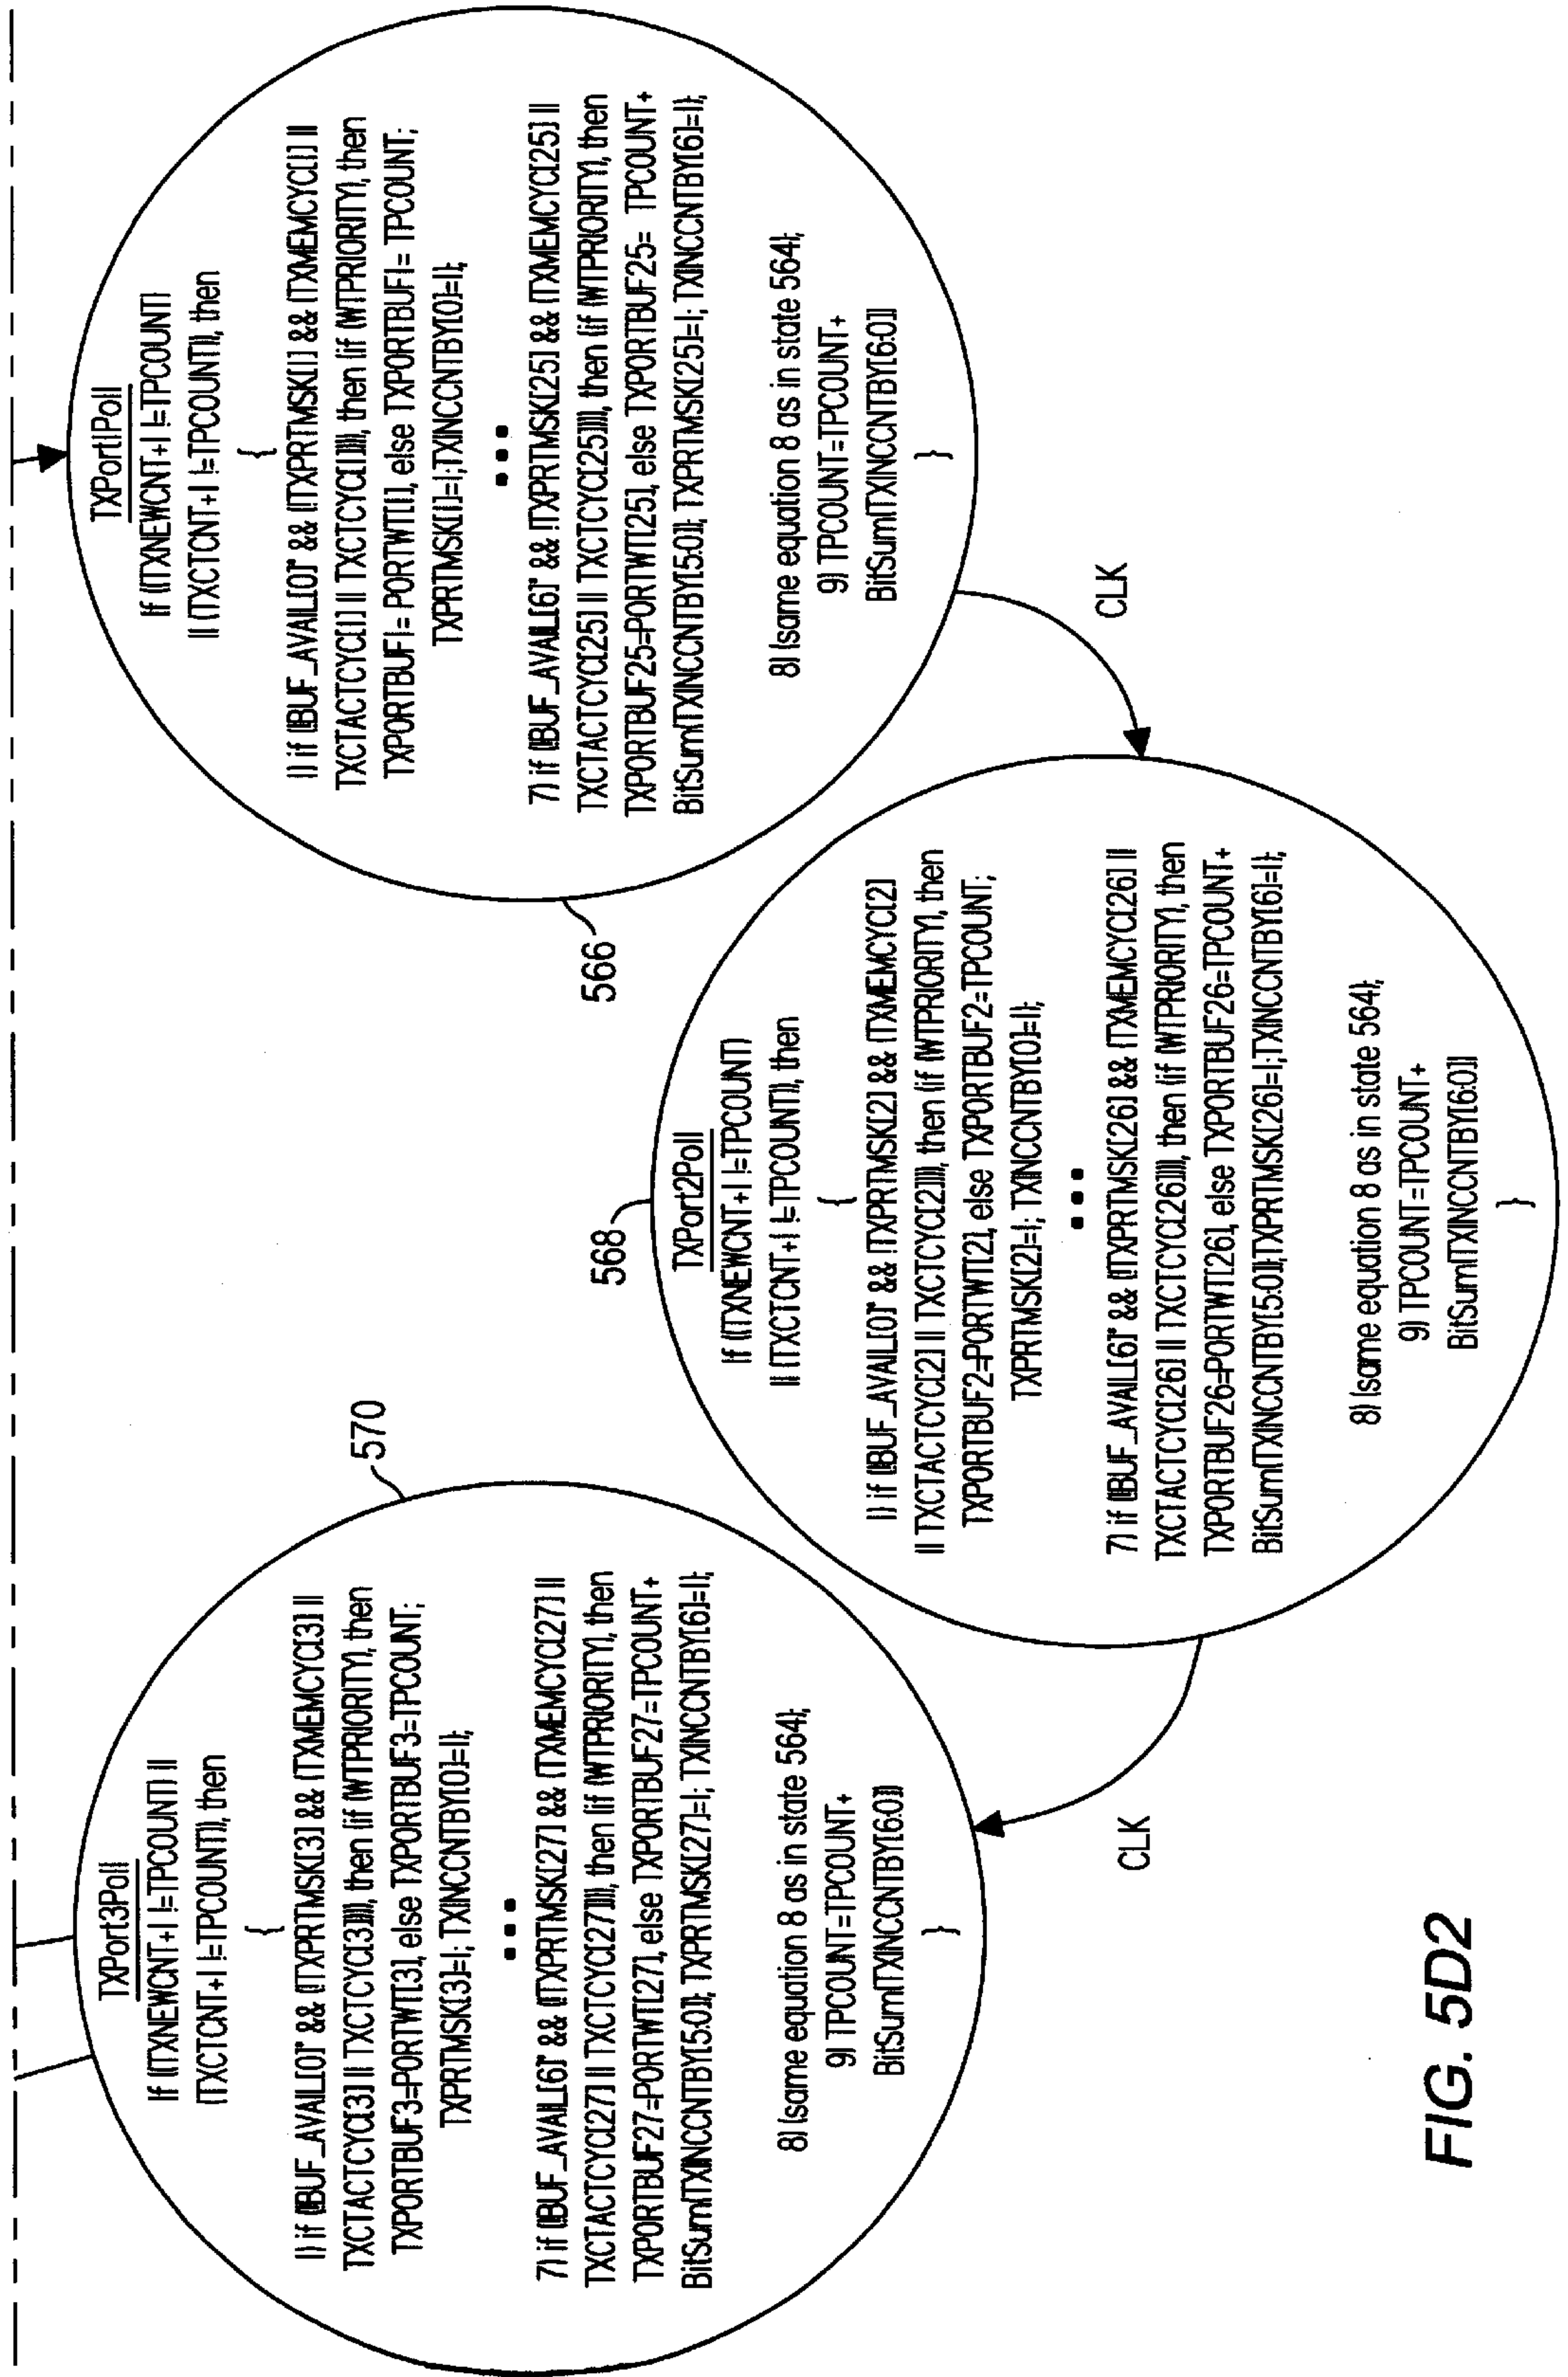 TXPort3Poll
If ((TXNEWCNT+1 !=TPCOUNT) ||
(TXCTCNT+1 !=TPCOUNT)), then
{
1) if (!BUF_AVAIL[0]* && (!TXPRTMSK[3] && (TXMEMCYC[3] ||
TXCTACTCYC[3] || TXCTCYC[3]))), then {if (WTPRIORITY), then
TXPORTBUF3=PORTWT[3], else TXPORTBUF3=TPCOUNT;
TXPRTMSK[3]=1; TXINCCNTBY[0]=1};
•••
7) if (!BUF_AVAIL[6]* && (!TXPRTMSK[27] && (TXMEMCYC[27] ||
TXCTACTCYC[27] || TXCTCYC[27]))), then {if (WTPRIORITY), then
TXPORTBUF27=PORTWT[27], else TXPORTBUF27=TPCOUNT+
BitSum(TXINCCNTBY[5:0]); TXPRTMSK[27]=1; TXINCCNTBY[6]=1};
8) {same equation 8 as in state 564};
9) TPCOUNT=TPCOUNT+
BitSum(TXINCCNTBY[6:0])
}
570
CLK
568
TXPort2Poll
If ((TXNEWCNT+1 !=TPCOUNT)
|| (TXCTCNT+1 !=TPCOUNT)), then
{
1) if (!BUF_AVAIL[0]* && !TXPRTMSK[2] && (TXMEMCYC[2]
|| TXCTACTCYC[2] || TXCTCYC[2]))), then {if (WTPRIORITY), then
TXPORTBUF2=PORTWT[2], else TXPORTBUF2=TPCOUNT;
TXPRTMSK[2]=1; TXINCCNTBY[0]=1};
•••
7) if (!BUF_AVAIL[6]* && (!TXPRTMSK[26] && (TXMEMCYC[26] ||
TXCTACTCYC[26] || TXCTCYC[26]))), then {if (WTPRIORITY), then
TXPORTBUF26=PORTWT[26], else TXPORTBUF26=TPCOUNT+
BitSum(TXINCCNTBY[5:0]);TXPRTMSK[26]=1;TXINCCNTBY[6]=1};
8) {same equation 8 as in state 564};
9) TPCOUNT=TPCOUNT+
BitSum(TXINCCNTBY[6:0])
}
CLK
566
TXPort1Poll
If ((TXNEWCNT+1 !=TPCOUNT)
|| (TXCTCNT+1 !=TPCOUNT)), then
{
1) if (!BUF_AVAIL[0]* && (!TXPRTMSK[1] && (TXMEMCYC[1] ||
TXCTACTCYC[1] || TXCTCYC[1]))), then {if (WTPRIORITY), then
TXPORTBUF1= PORTWT[1], else TXPORTBUF1= TPCOUNT;
TXPRTMSK[1]=1;TXINCCNTBY[0]=1};
•••
7) if (!BUF_AVAIL[6]* && !TXPRTMSK[25] && (TXMEMCYC[25] ||
TXCTACTCYC[25] || TXCTCYC[25]))), then {if (WTPRIORITY), then
TXPORTBUF25=PORTWT[25], else TXPORTBUF25= TPCOUNT+
BitSum(TXINCCNTBY[5:0]); TXPRTMSK[25]=1; TXINCCNTBY[6]=1};
8) {same equation 8 as in state 564};
9) TPCOUNT=TPCOUNT+
BitSum(TXINCCNTBY[6:0])
}
FIG. 5D2